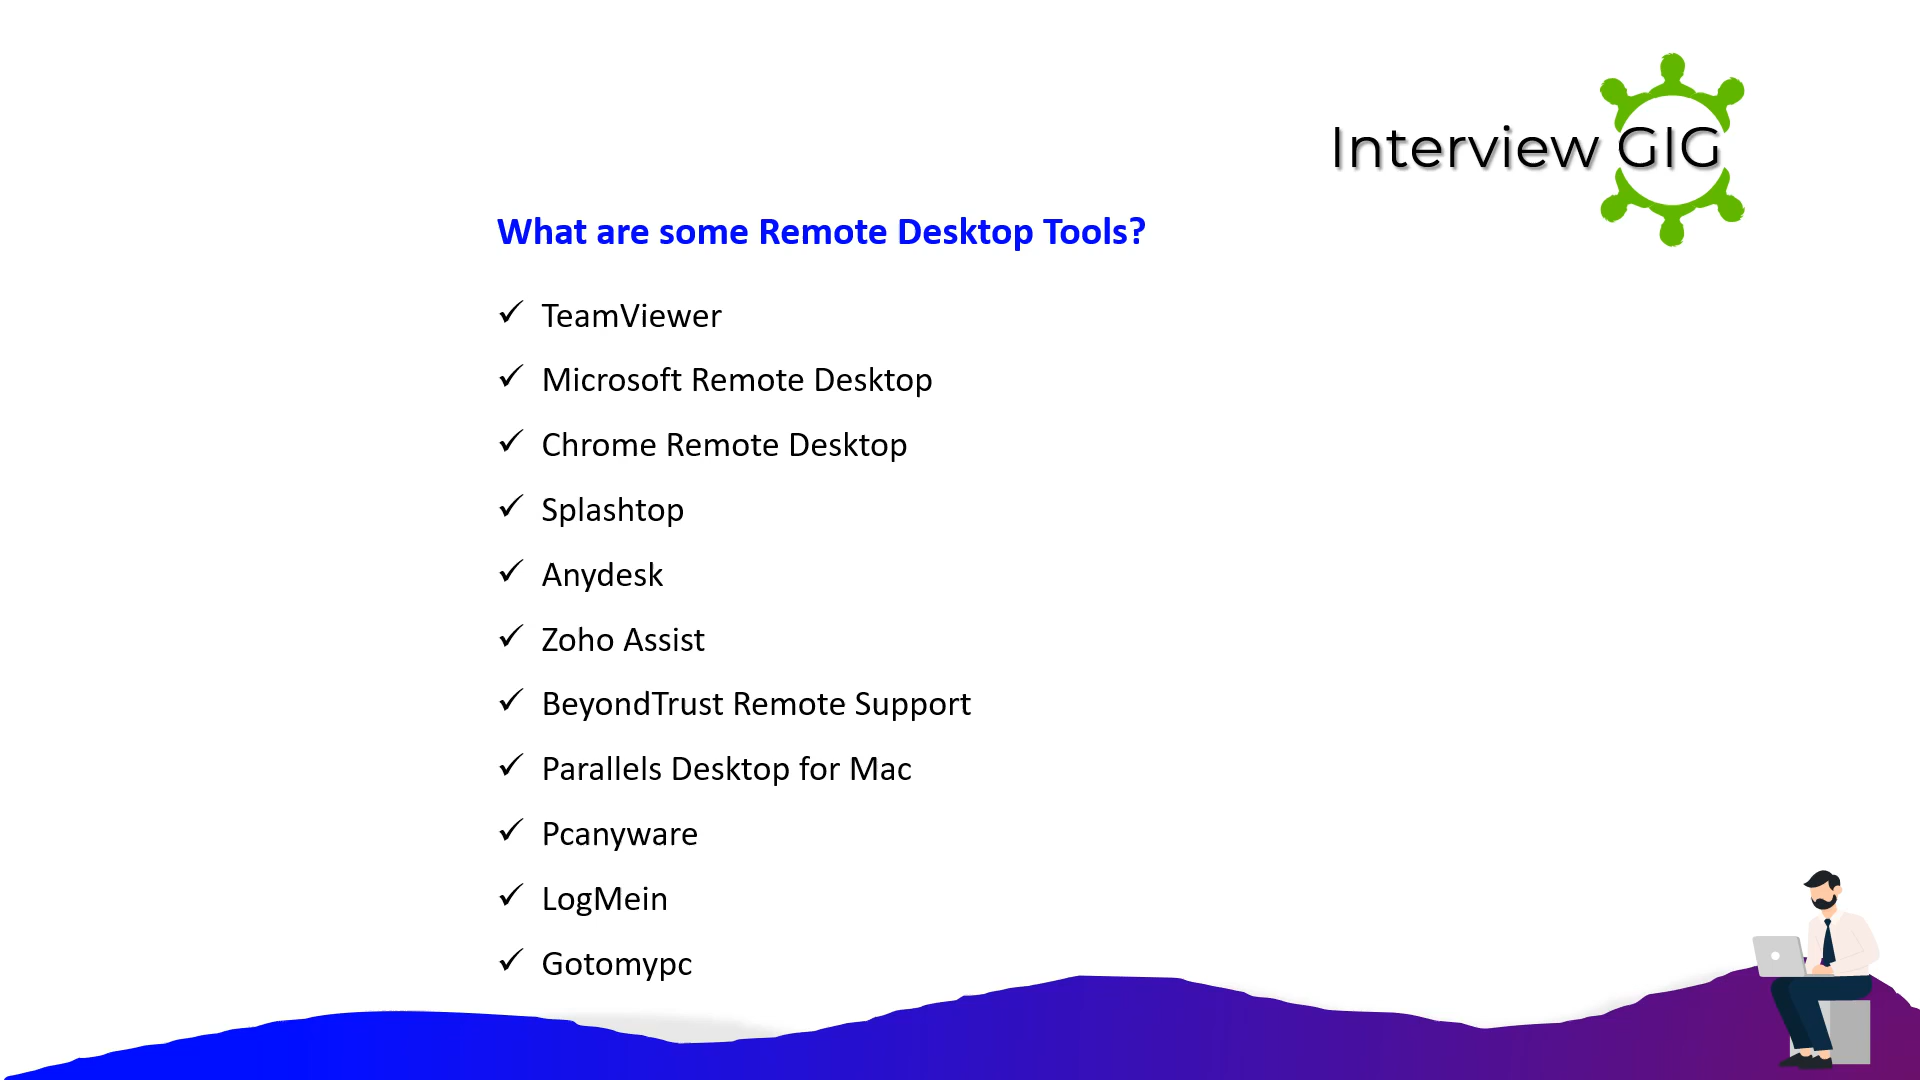 Interview GIG
What are some Remote Desktop Tools?
✓ TeamViewer
✓ Microsoft Remote Desktop
✓ Chrome Remote Desktop
✓ Splashtop
✓ Anydesk
✓ Zoho Assist
✓ BeyondTrust Remote Support
✓ Parallels Desktop for Mac
✓ Pcanyware
✓ LogMein
✓ Gotomypc